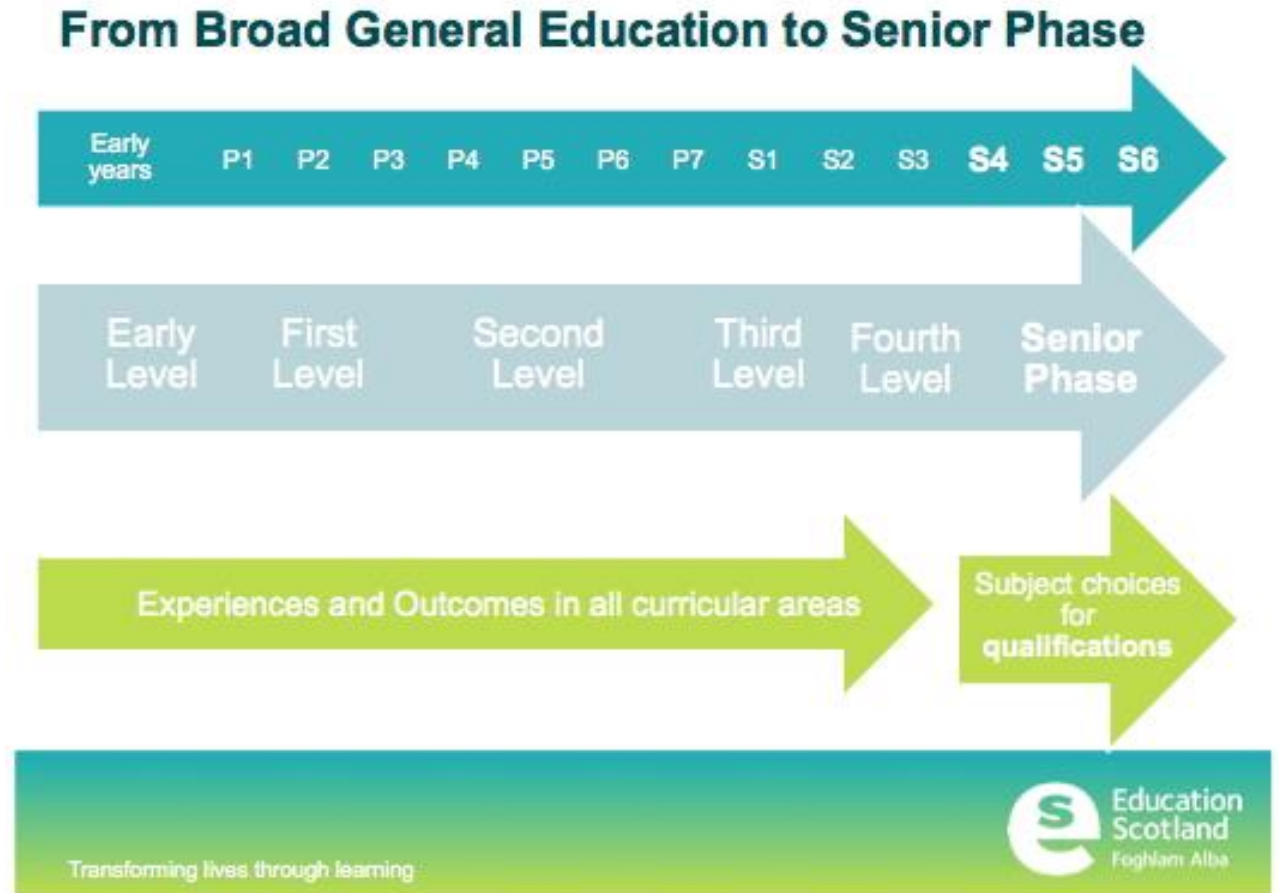 From Broad General Education to Senior Phase
Early
years
P1 P2 P3 P4 P5 P6 P7 S1 S2 S3 S4 S5 S6
Early
Level
First
Level
Second
Level
Third
Level
Fourth
Level
Senior
Phase
Experiences and Outcomes in all curricular areas
Subject choices
for
qualifications
Transforming lives through learning
Education
Scotland
Foghlam Alba